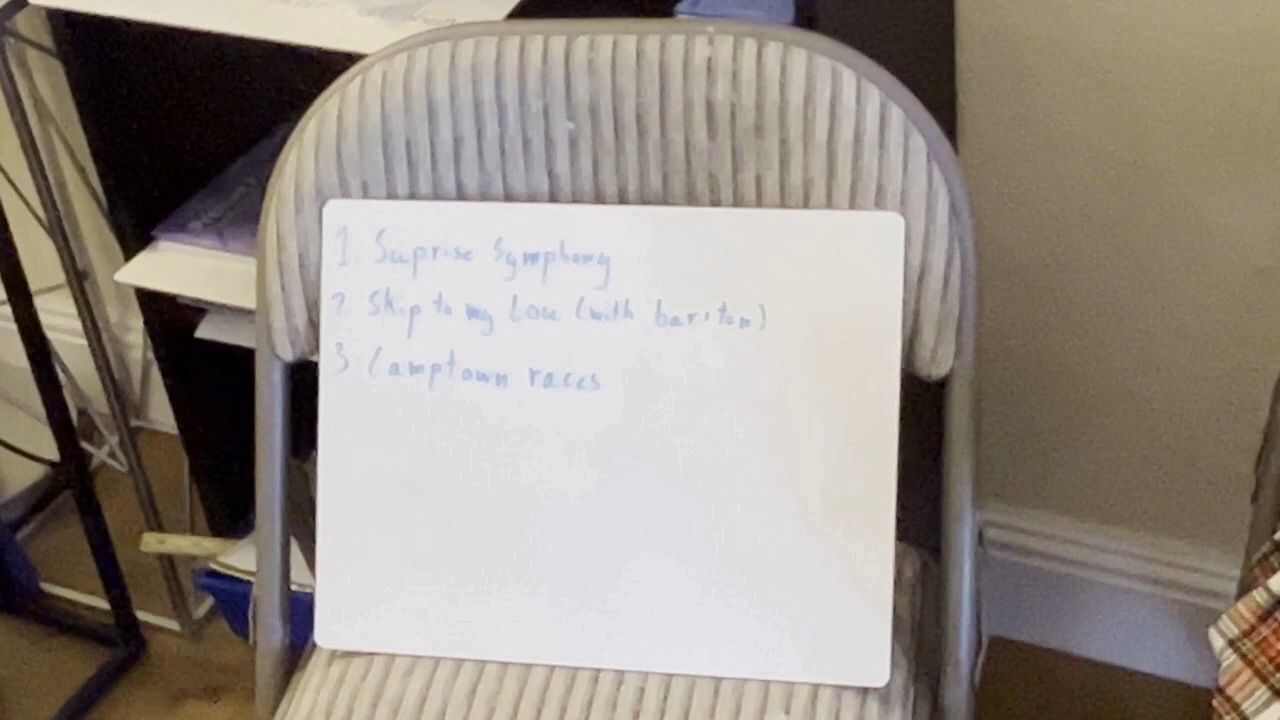 1. Suprise Symphony
2 Skip to my Lou (with bariton)
3 Camptown races